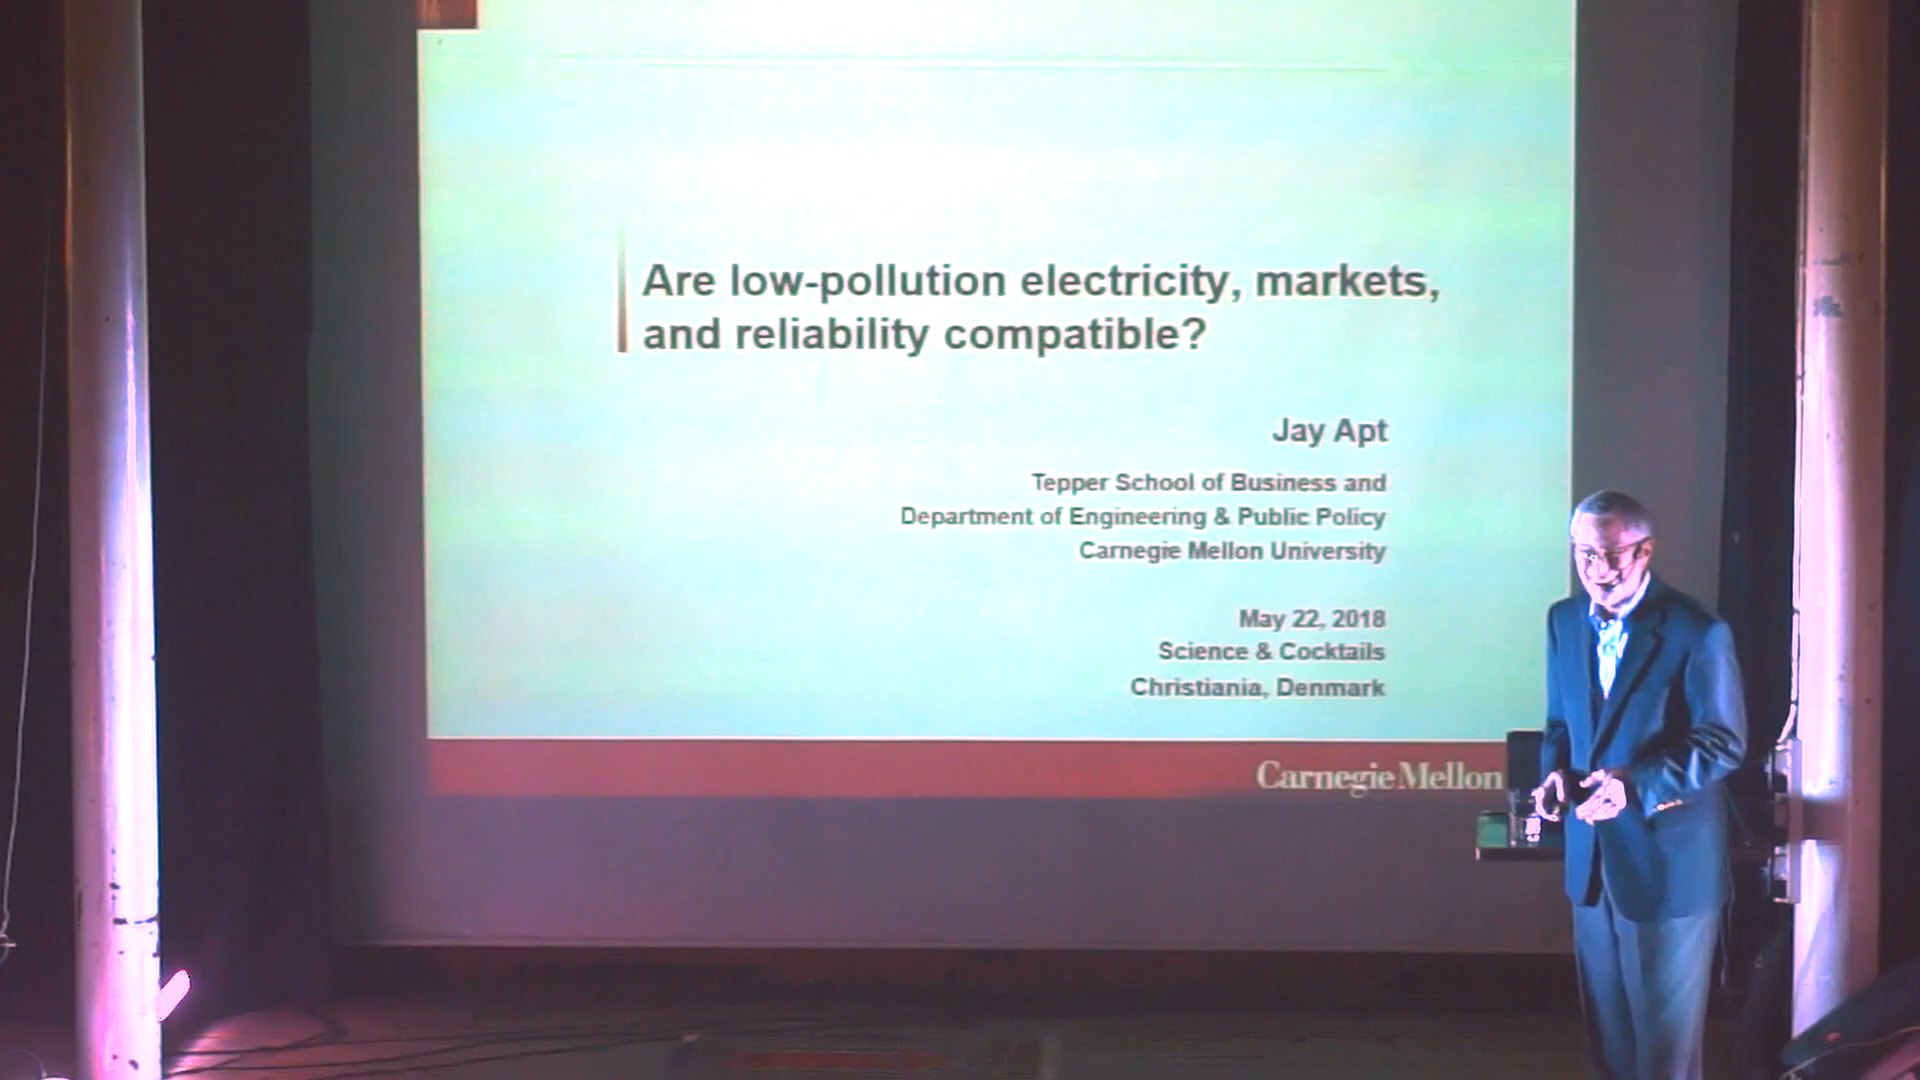 Are low-pollution electricity, markets,
and reliability compatible?
Jay Apt
Tepper School of Business and
Department of Engineering & Public Policy
Carnegie Mellon University
May 22, 2018
Science & Cocktails
Christiania, Denmark
Carnegie Mellon